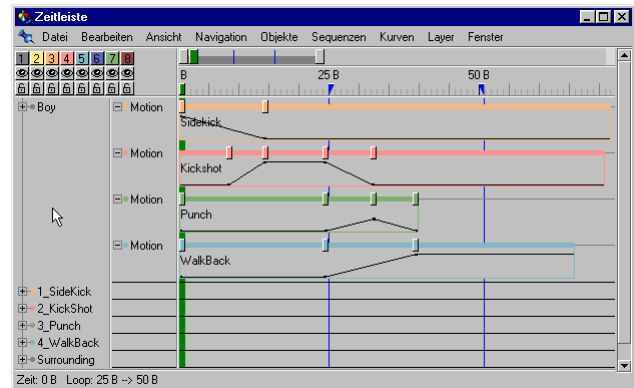 Zeitleiste
Datei Bearbeiten Ansicht Navigation Objekte Sequenzen Kurven Layer Fenster
1 2 3 4 5 6 7 8
B 25 B 50 B
Boy Motion
Sidekick
Motion
Kickshot
Motion
Punch
Motion
WalkBack
1_SideKick
2_KickShot
3_Punch
4_WalkBack
Surrounding
Zeit: 0 B Loop: 25 B --> 50 B